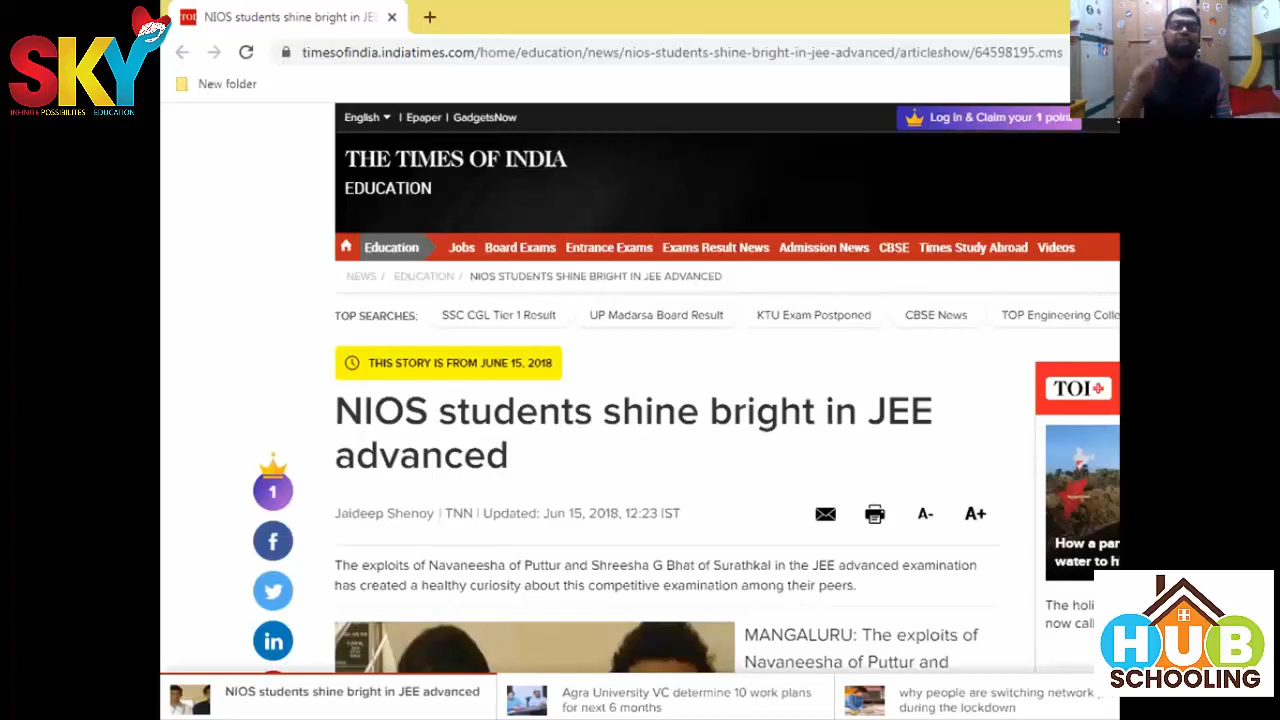 NIOS students shine bright in JEE
SKY
INFINITE POSSIBILITES EDUCATION
timesofindia.indiatimes.com/home/education/news/nios-students-shine-bright-in-jee-advanced/articleshow/64598195.cms
New folder
English | Epaper | GadgetsNow
Log In & Claim your 1 point
THE TIMES OF INDIA
EDUCATION
Education Jobs Board Exams Entrance Exams Exams Result News Admission News CBSE Times Study Abroad Videos
NEWS / EDUCATION / NIOS STUDENTS SHINE BRIGHT IN JEE ADVANCED
TOP SEARCHES: SSC CGL Tier 1 Result UP Madarsa Board Result KTU Exam Postponed CBSE News TOP Engineering Colle
THIS STORY IS FROM JUNE 15, 2018
TOI+
NIOS students shine bright in JEE
advanced
1
Jaideep Shenoy | TNN | Updated: Jun 15, 2018, 12:23 IST
A- A+
How a par
water to h
The exploits of Navaneesha of Puttur and Shreesha G Bhat of Surathkal in the JEE advanced examination
has created a healthy curiosity about this competitive examination among their peers.
The holi
now call
MANGALURU: The exploits of
Navaneesha of Puttur and
HUB
SCHOOLING
NIOS students shine bright in JEE advanced
Agra University VC determine 10 work plans
for next 6 months
why people are switching network
during the lockdown